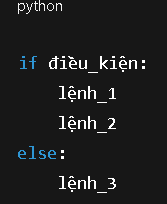 python
if điều_kiện:
    lệnh_1
    lệnh_2
else:
    lệnh_3